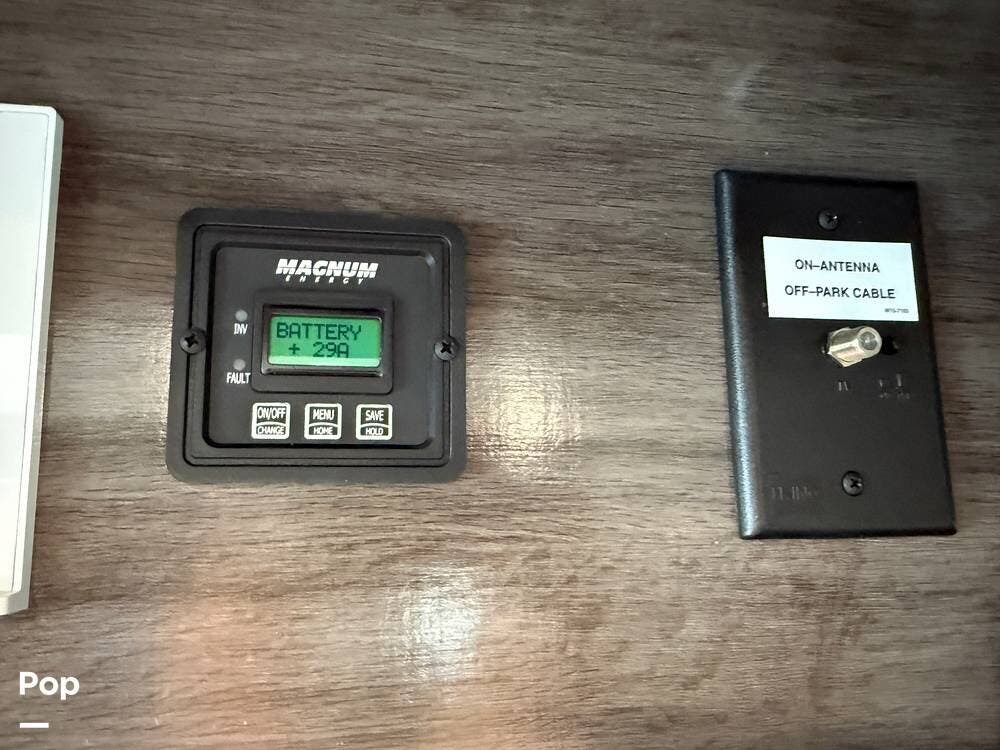 MAGNUM
ENERGY
INV
BATTERY
+ 29A
FAULT
ON/OFF
CHANGE
MENU
HOME
SAVE
HOLD
ON–ANTENNA
OFF–PARK CABLE
TV
Pop